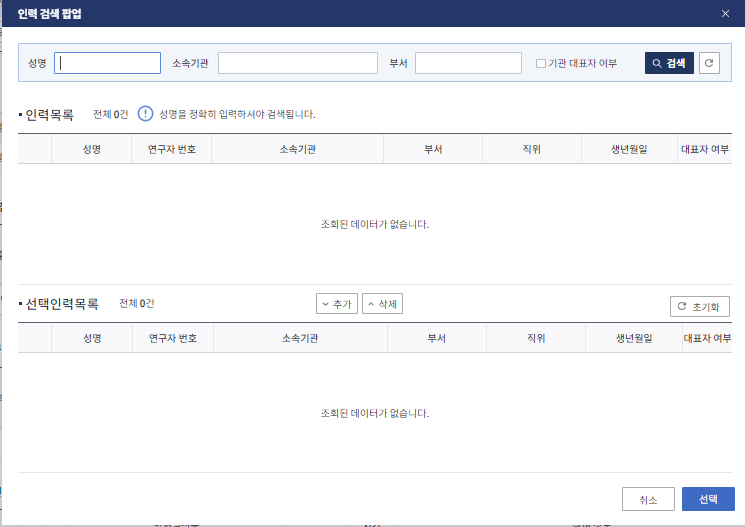 인력 검색 팝업
성명 소속기관 부서 기관 대표자 여부 검색
인력목록 전체 0건 성명을 정확히 입력하셔야 검색됩니다.
성명 연구자 번호 소속기관 부서 직위 생년월일 대표자 여부
조회된 데이터가 없습니다.
선택인력목록 전체 0건 추가 삭제 초기화
성명 연구자 번호 소속기관 부서 직위 생년월일 대표자 여부
조회된 데이터가 없습니다.
취소 선택